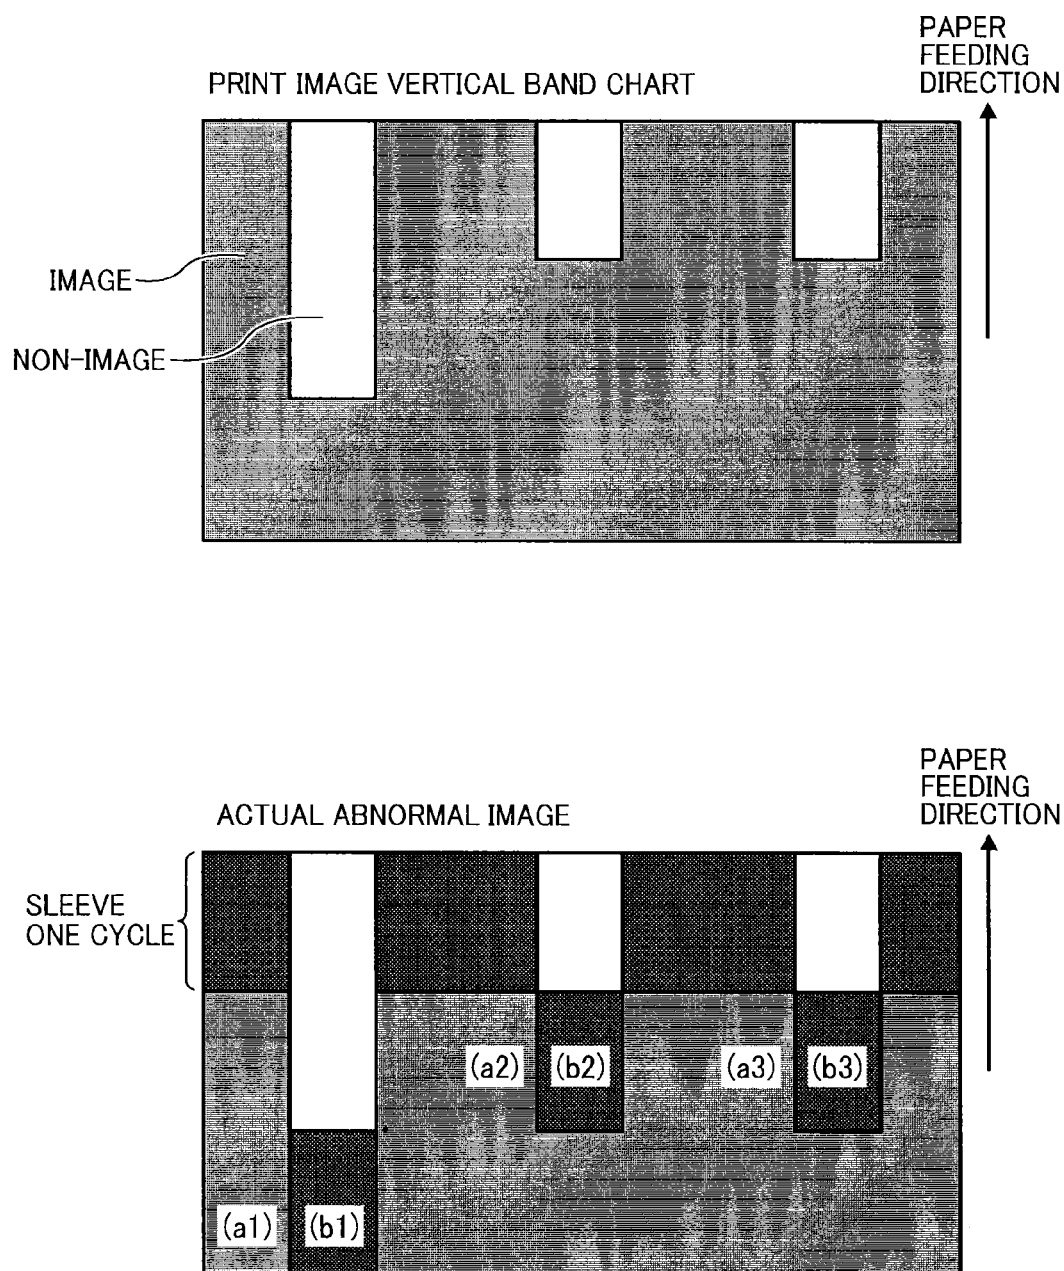 PAPER
FEEDING
DIRECTION
PRINT IMAGE VERTICAL BAND CHART
IMAGE
NON-IMAGE
PAPER
FEEDING
DIRECTION
ACTUAL ABNORMAL IMAGE
SLEEVE
ONE CYCLE
(a2)
(b2)
(a3)
(b3)
(a1)
(b1)